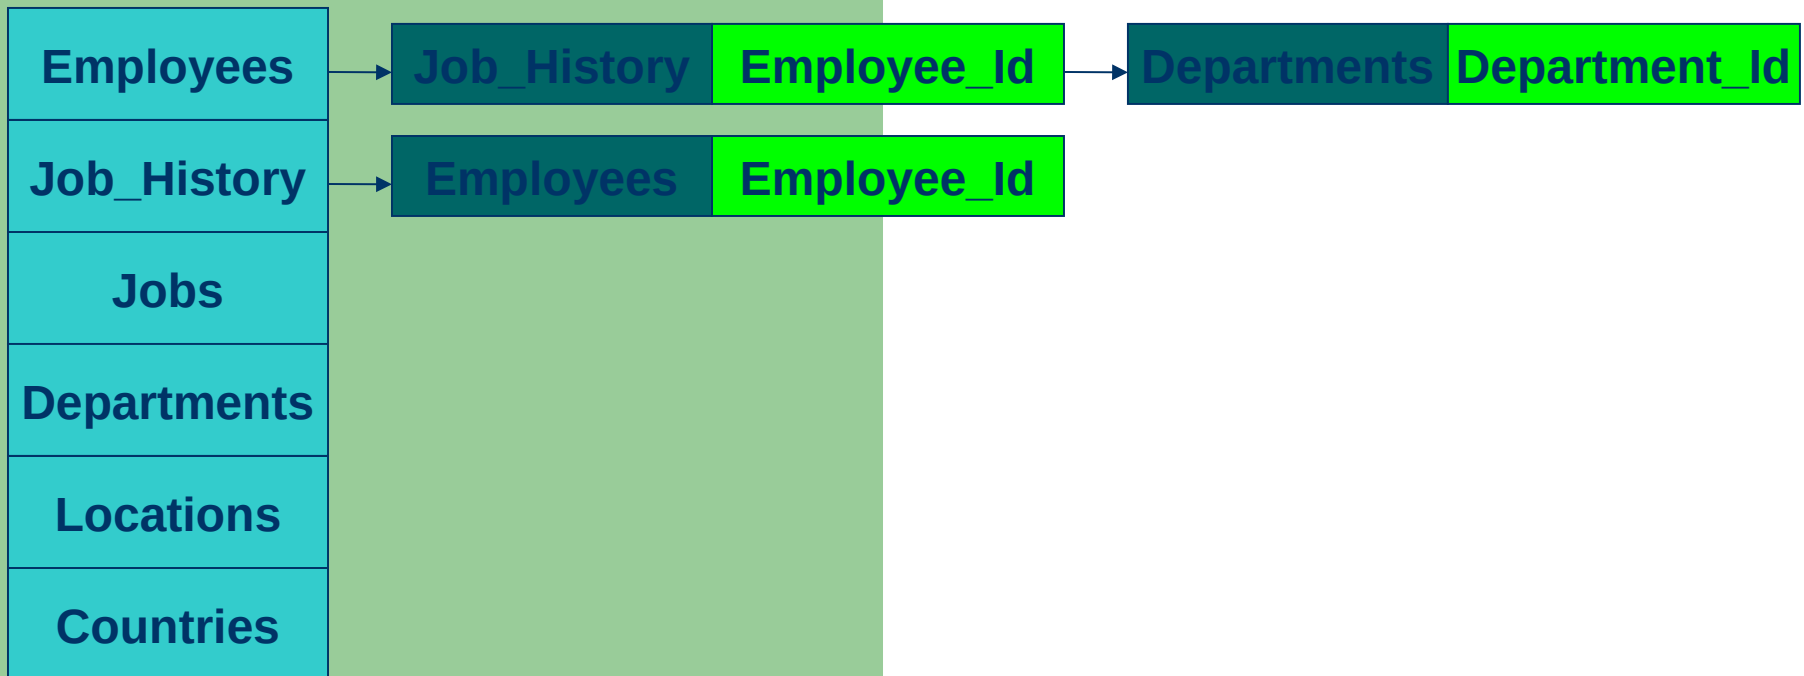 Employees Job_History Employee_Id Departments Department_Id
Job_History Employees Employee_Id
Jobs
Departments
Locations
Countries